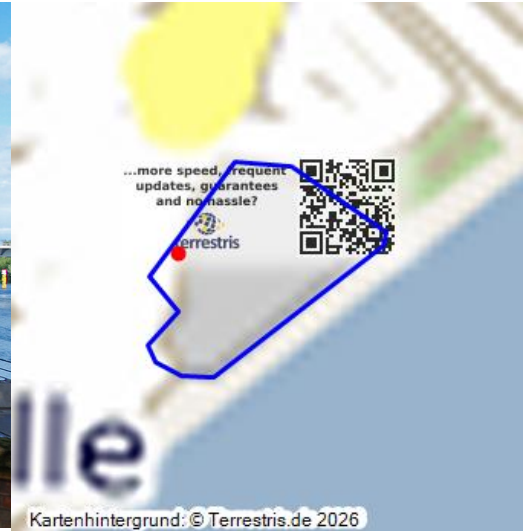 ...more speed, frequent
updates, guarantees
and no hassle?
terrestris
lle
Kartenhintergrund: © Terrestris.de 2026